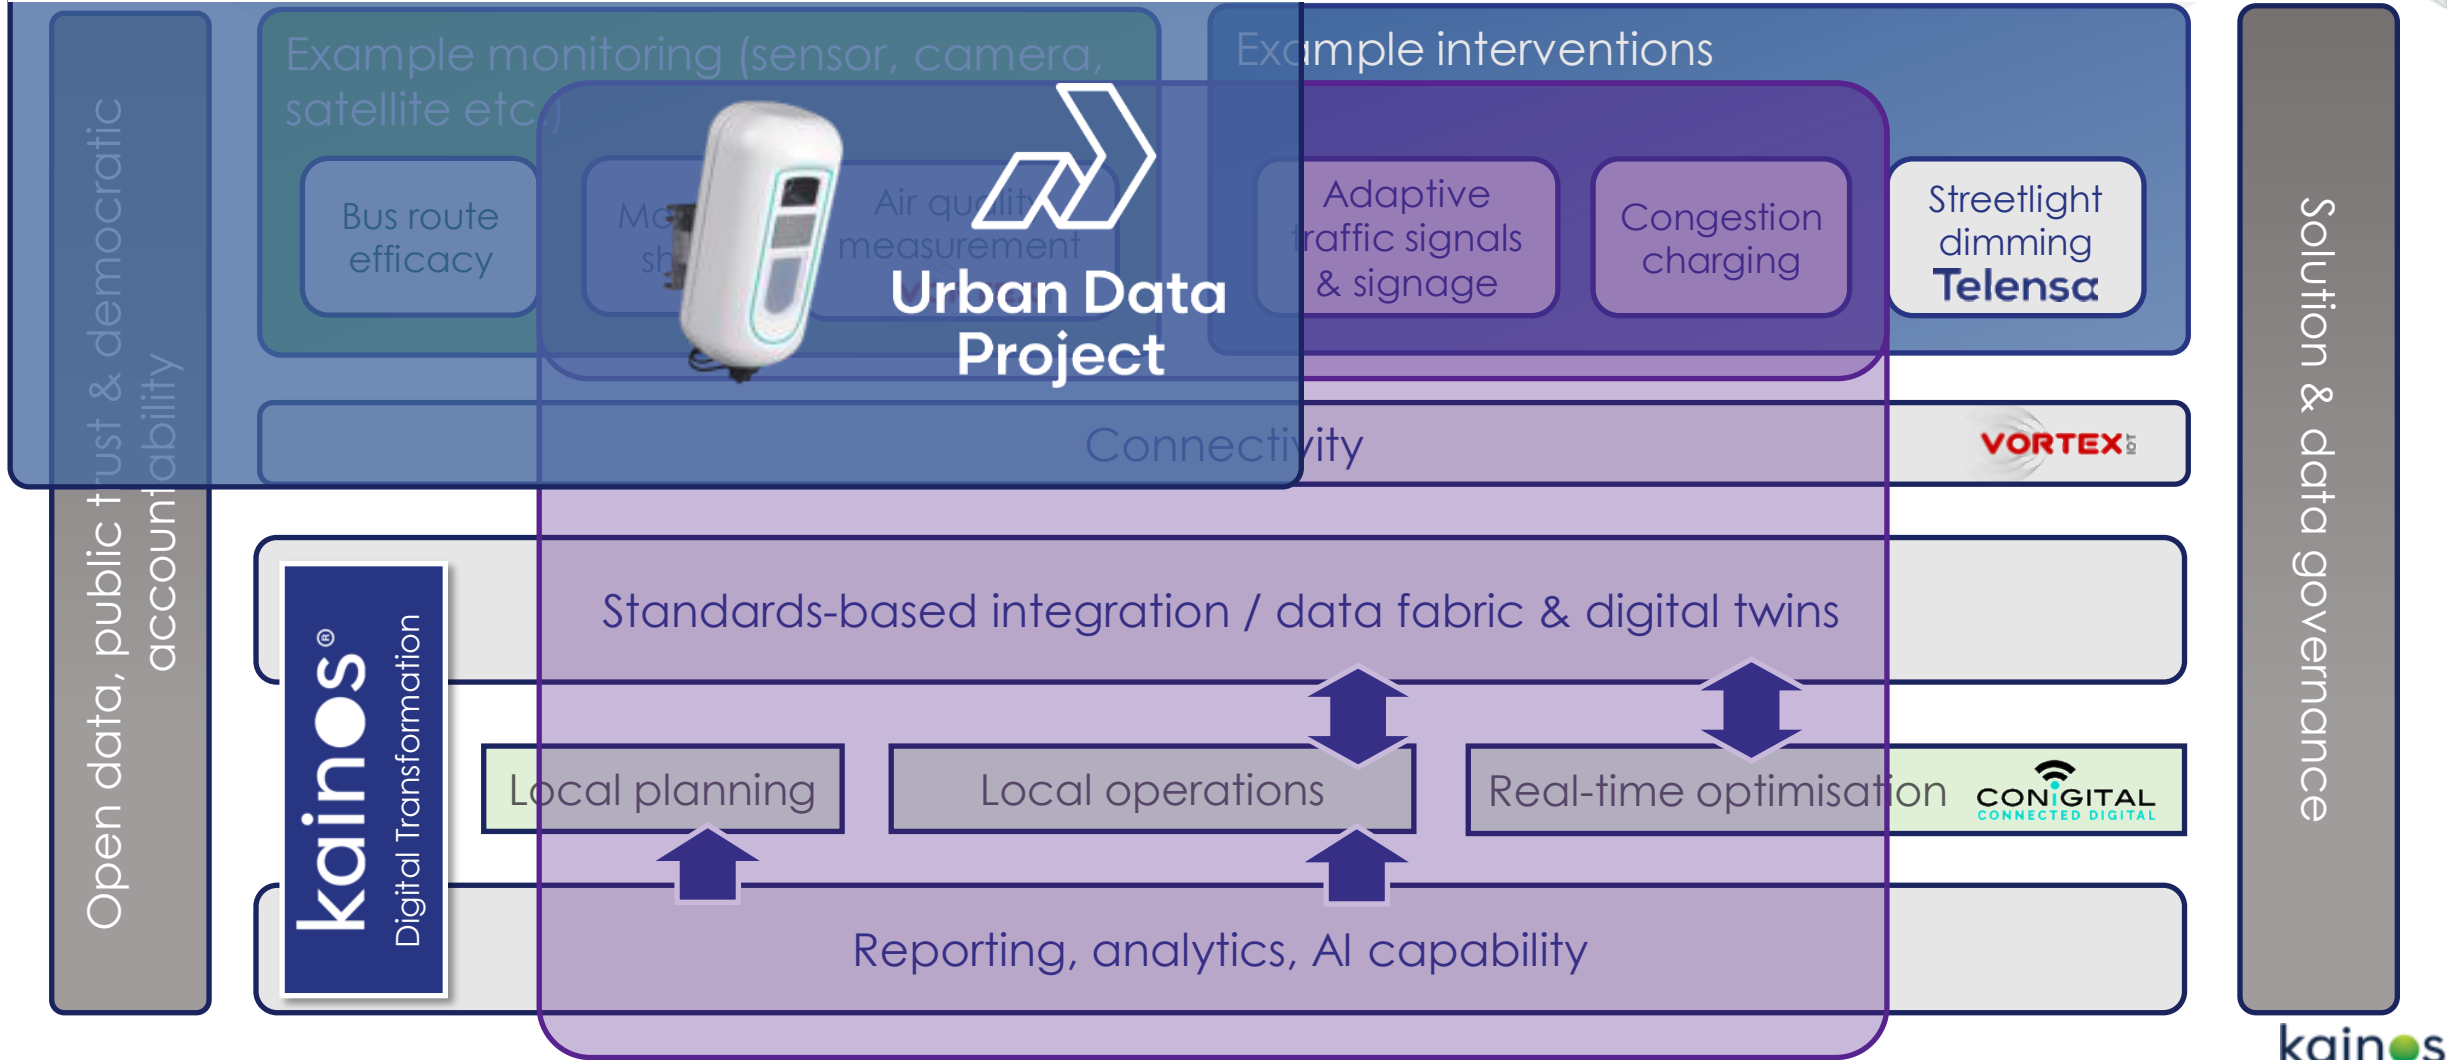 Open data, public trust & democratic
accountability
Example monitoring (sensor, camera,
satellite etc.)
Bus route
efficacy
Air quality
measurement
Urban Data
Project
Example interventions
Adaptive
traffic signals
& signage
Congestion
charging
Streetlight
dimming
Telensa
Connectivity
VORTEX IOT
Standards-based integration / data fabric & digital twins
kainos®
Digital Transformation
Local planning
Local operations
Real-time optimisation
CONIGITAL
CONNECTED DIGITAL
Reporting, analytics, AI capability
Solution & data governance
kainos